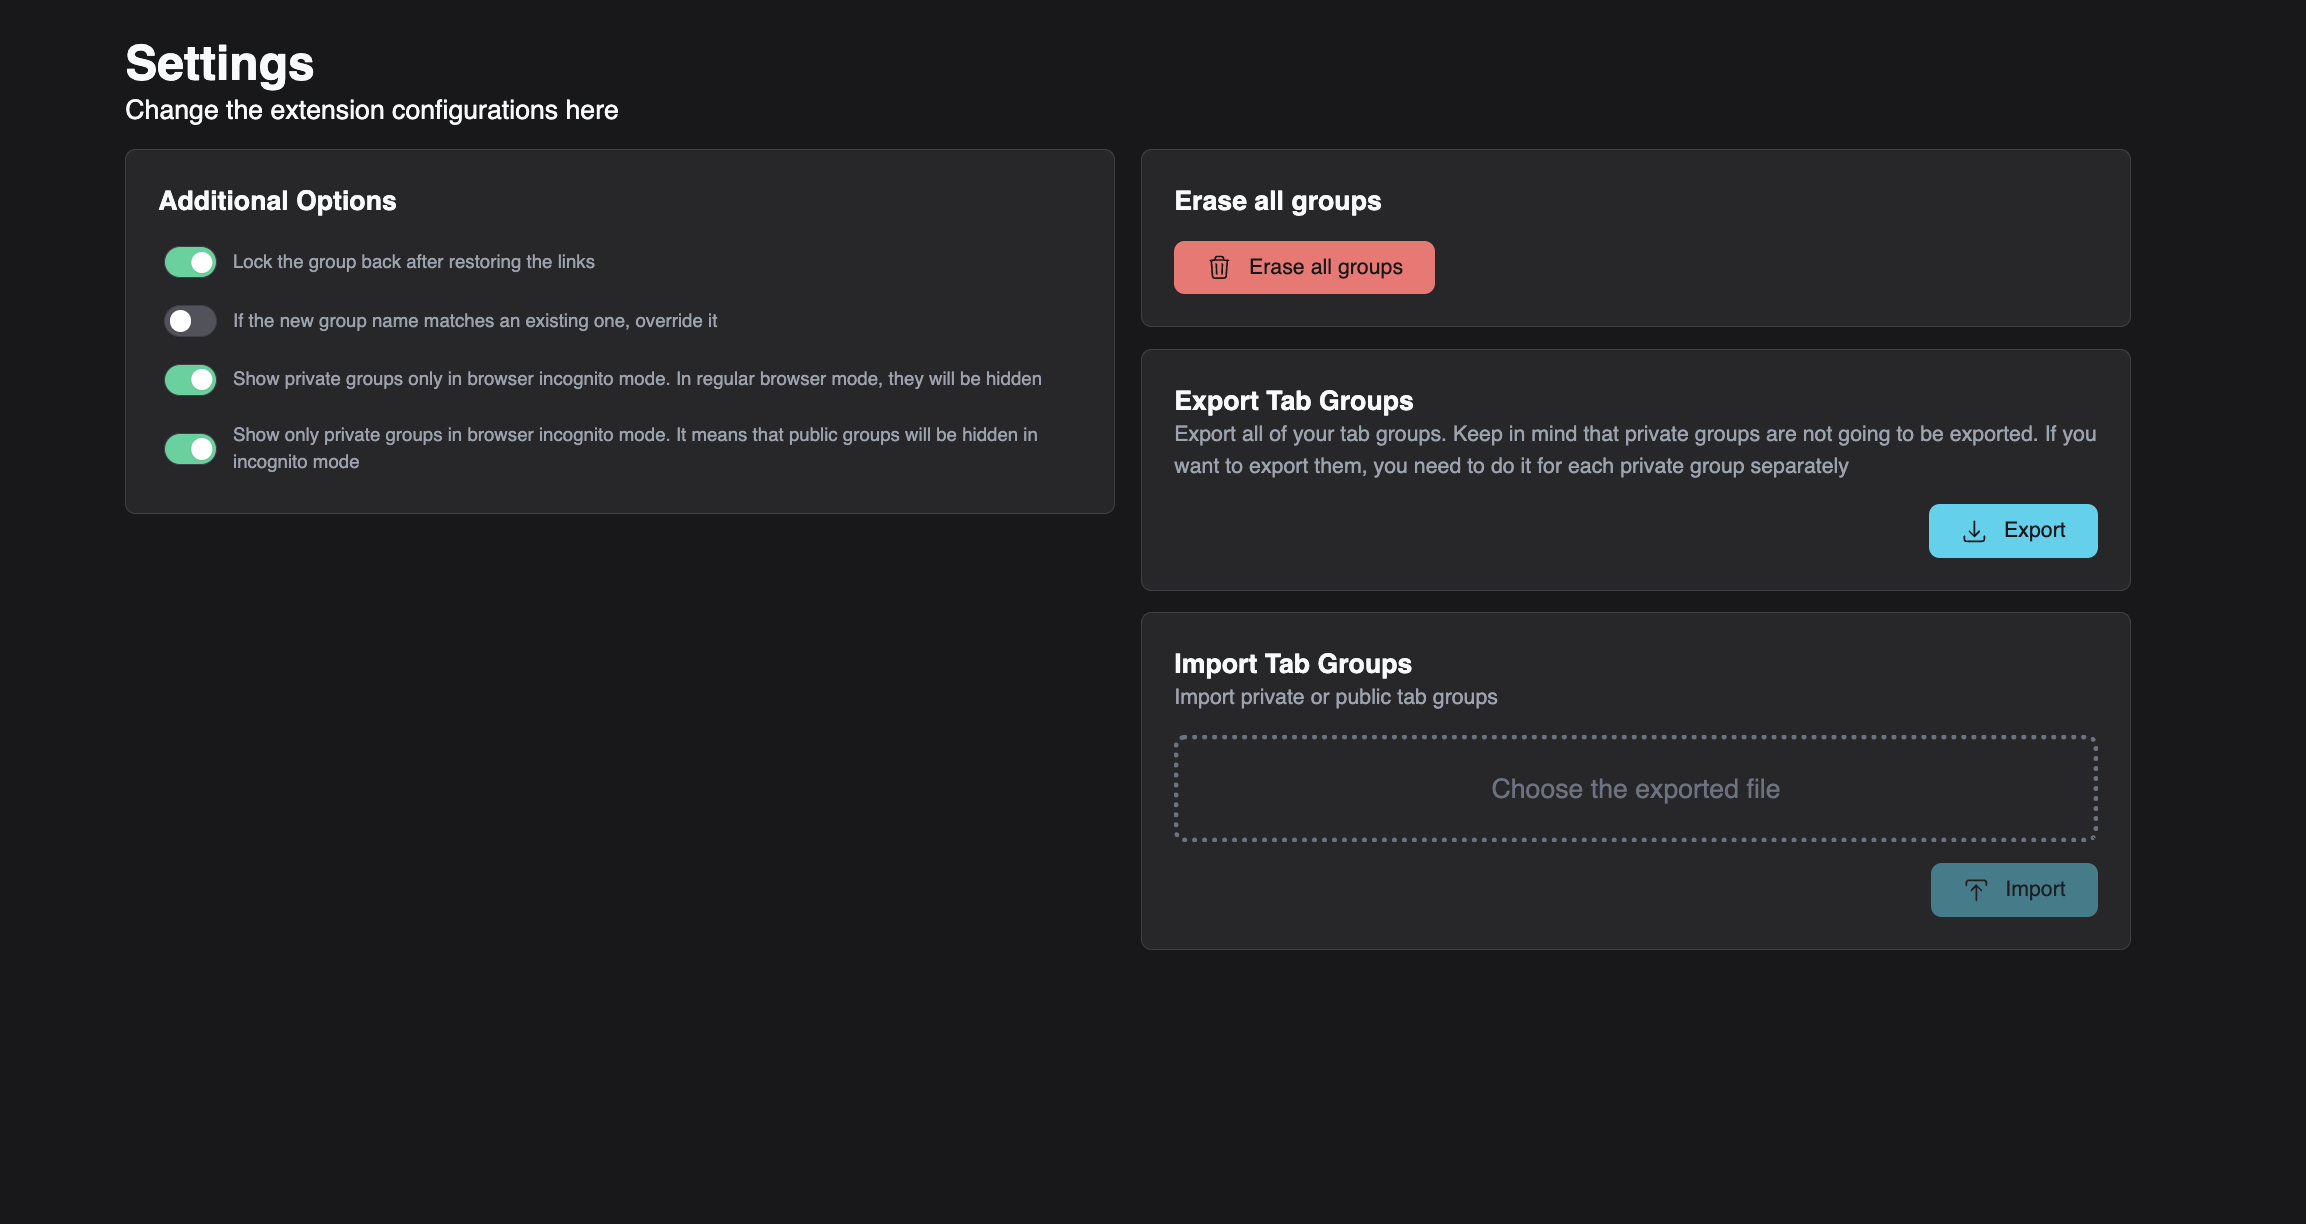 Settings
Change the extension configurations here
Additional Options
Lock the group back after restoring the links
If the new group name matches an existing one, override it
Show private groups only in browser incognito mode. In regular browser mode, they will be hidden
Show only private groups in browser incognito mode. It means that public groups will be hidden in
incognito mode
Erase all groups
Erase all groups
Export Tab Groups
Export all of your tab groups. Keep in mind that private groups are not going to be exported. If you
want to export them, you need to do it for each private group separately
Export
Import Tab Groups
Import private or public tab groups
Choose the exported file
Import